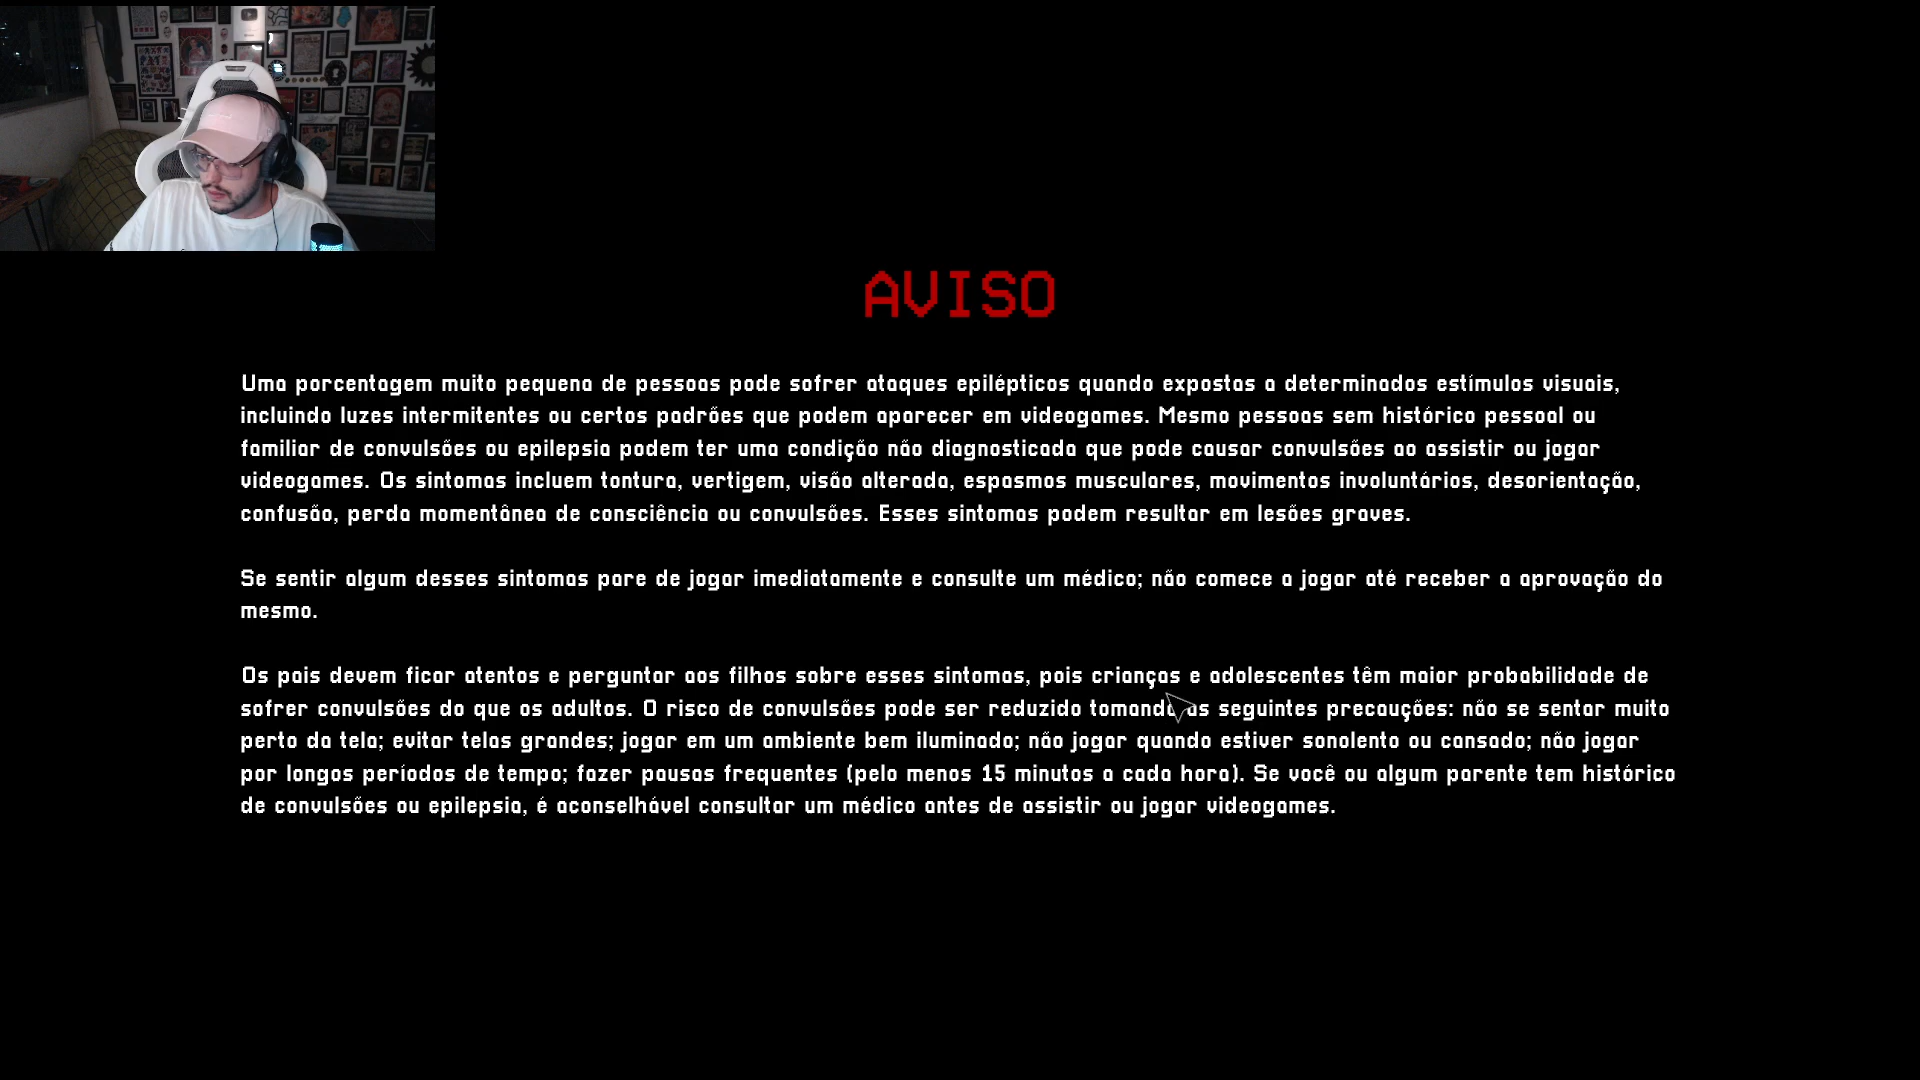 AVISO
Uma porcentagem muito pequena de pessoas pode sofrer ataques epilépticos quando expostas a determinados estímulos visuais,
incluindo luzes intermitentes ou certos padrões que podem aparecer em videogames. Mesmo pessoas sem histórico pessoal ou
familiar de convulsões ou epilepsia podem ter uma condição não diagnosticada que pode causar convulsões ao assistir ou jogar
videogames. Os sintomas incluem tontura, vertigem, visão alterada, espasmos musculares, movimentos involuntários, desorientação,
confusão, perda momentânea de consciência ou convulsões. Esses sintomas podem resultar em lesões graves.
Se sentir algum desses sintomas pare de jogar imediatamente e consulte um médico; não comece a jogar até receber a aprovação do
mesmo.
Os pais devem ficar atentos e perguntar aos filhos sobre esses sintomas, pois crianças e adolescentes têm maior probabilidade de
sofrer convulsões do que os adultos. O risco de convulsões pode ser reduzido tomando as seguintes precauções: não se sentar muito
perto da tela; evitar telas grandes; jogar em um ambiente bem iluminado; não jogar quando estiver sonolento ou cansado; não jogar
por longos períodos de tempo; fazer pausas frequentes (pelo menos 15 minutos a cada hora). Se você ou algum parente tem histórico
de convulsões ou epilepsia, é aconselhável consultar um médico antes de assistir ou jogar videogames.